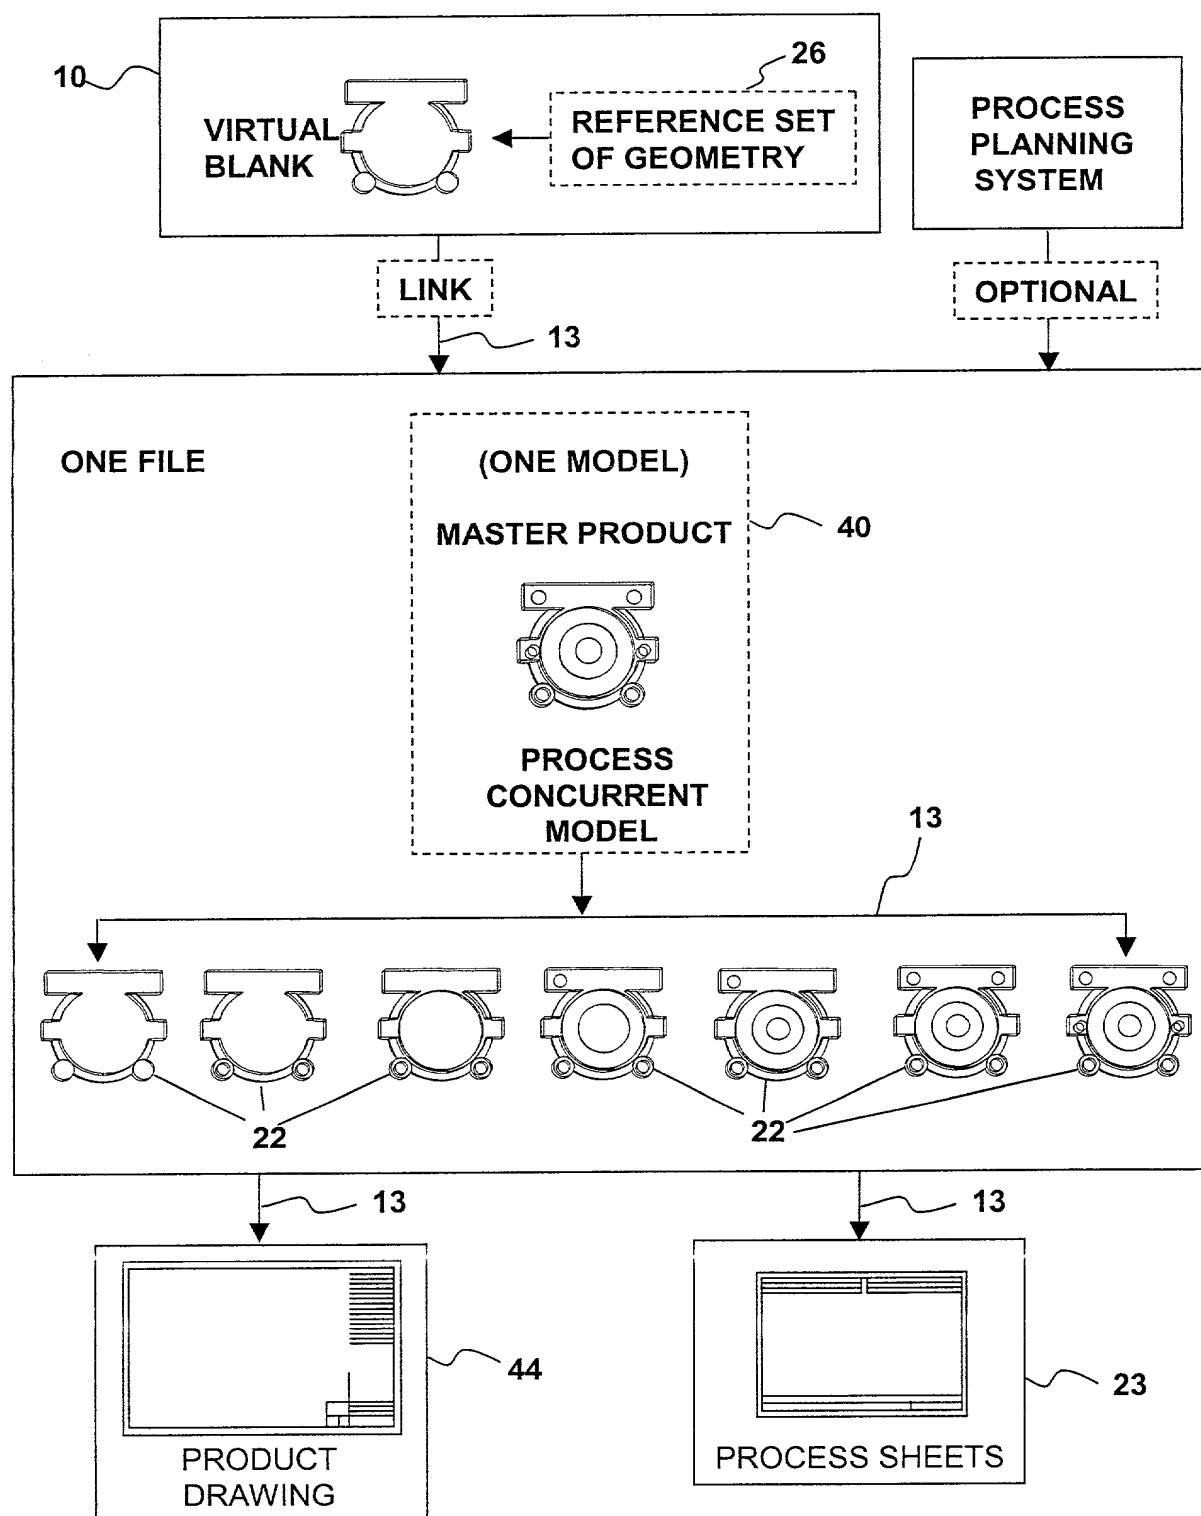 10
VIRTUAL
BLANK
26
REFERENCE SET
OF GEOMETRY
PROCESS
PLANNING
SYSTEM
LINK
OPTIONAL
13
ONE FILE
(ONE MODEL)
MASTER PRODUCT
40
PROCESS
CONCURRENT
MODEL
13
22
22
13
13
44
PRODUCT
DRAWING
23
PROCESS SHEETS